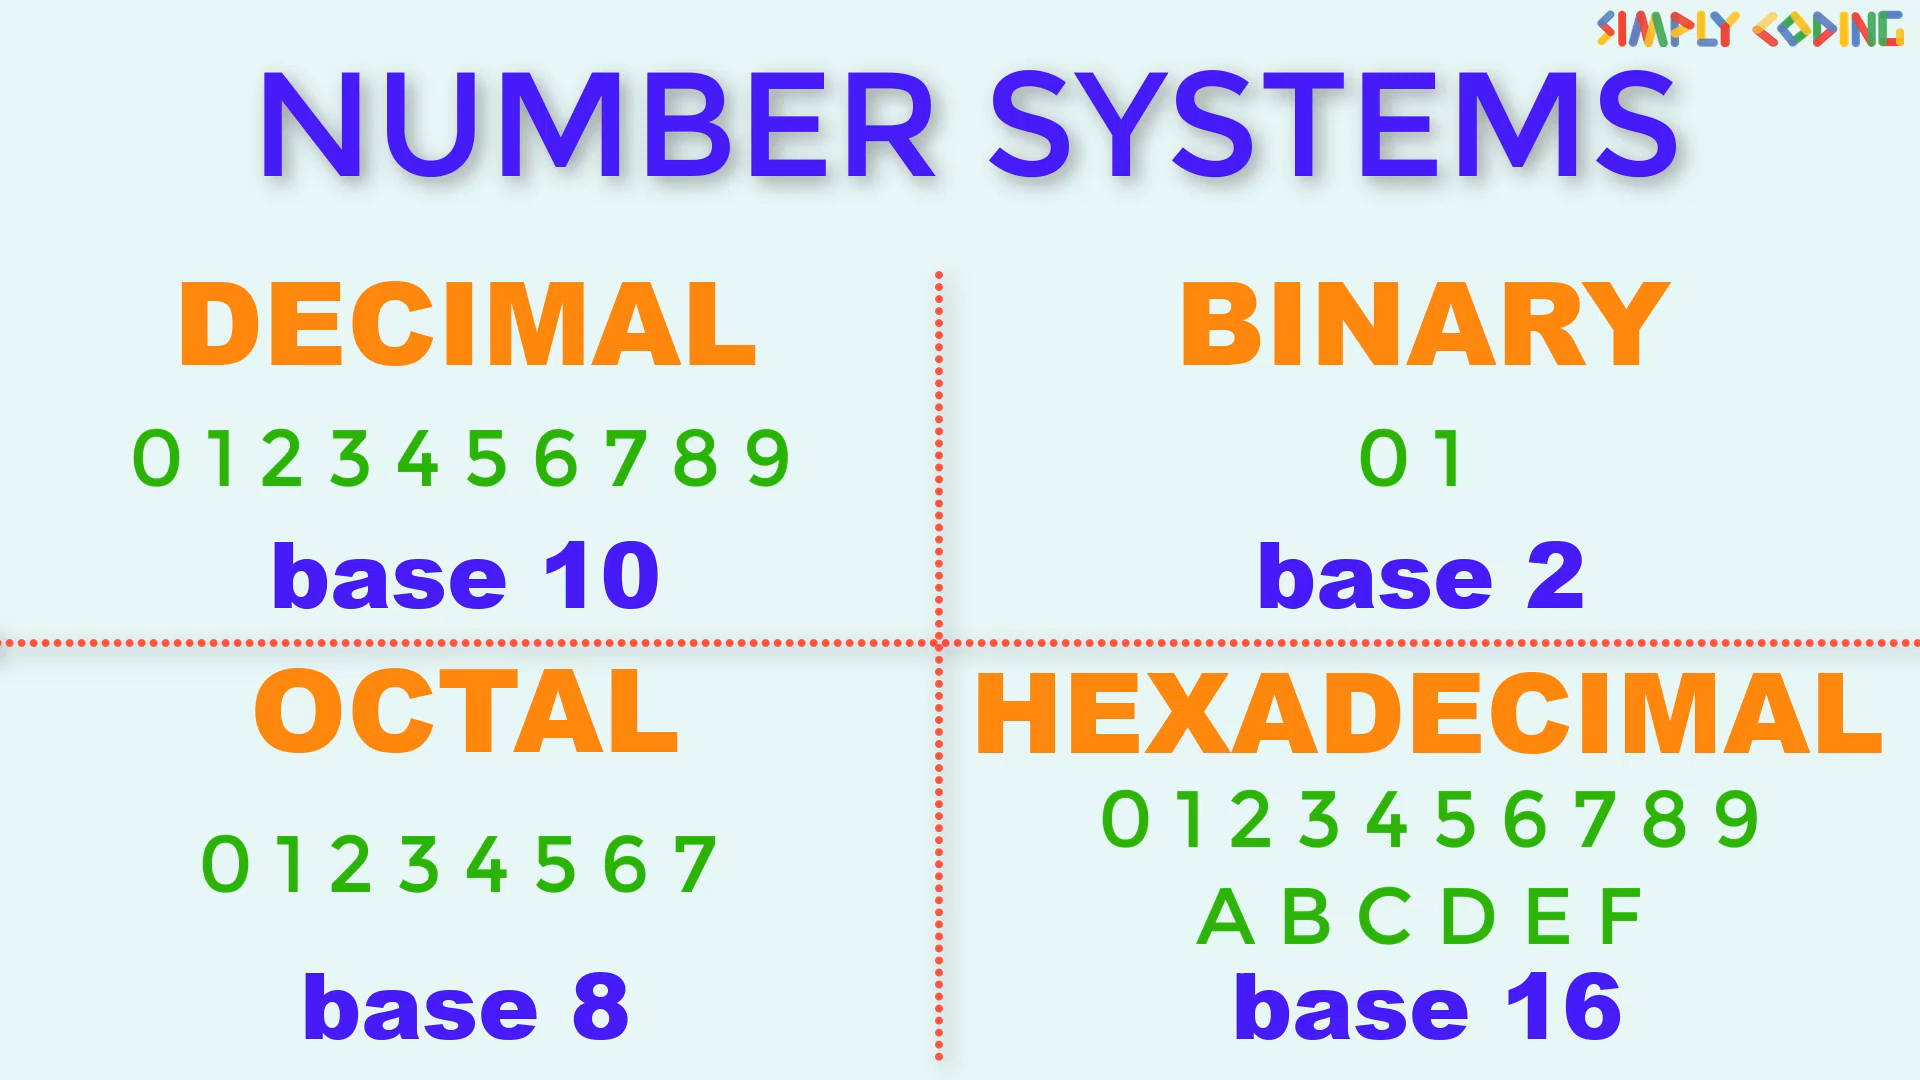 SIMPLY CODING
NUMBER SYSTEMS
DECIMAL
0 1 2 3 4 5 6 7 8 9
base 10
BINARY
0 1
base 2
OCTAL
0 1 2 3 4 5 6 7
base 8
HEXADECIMAL
0 1 2 3 4 5 6 7 8 9
A B C D E F
base 16